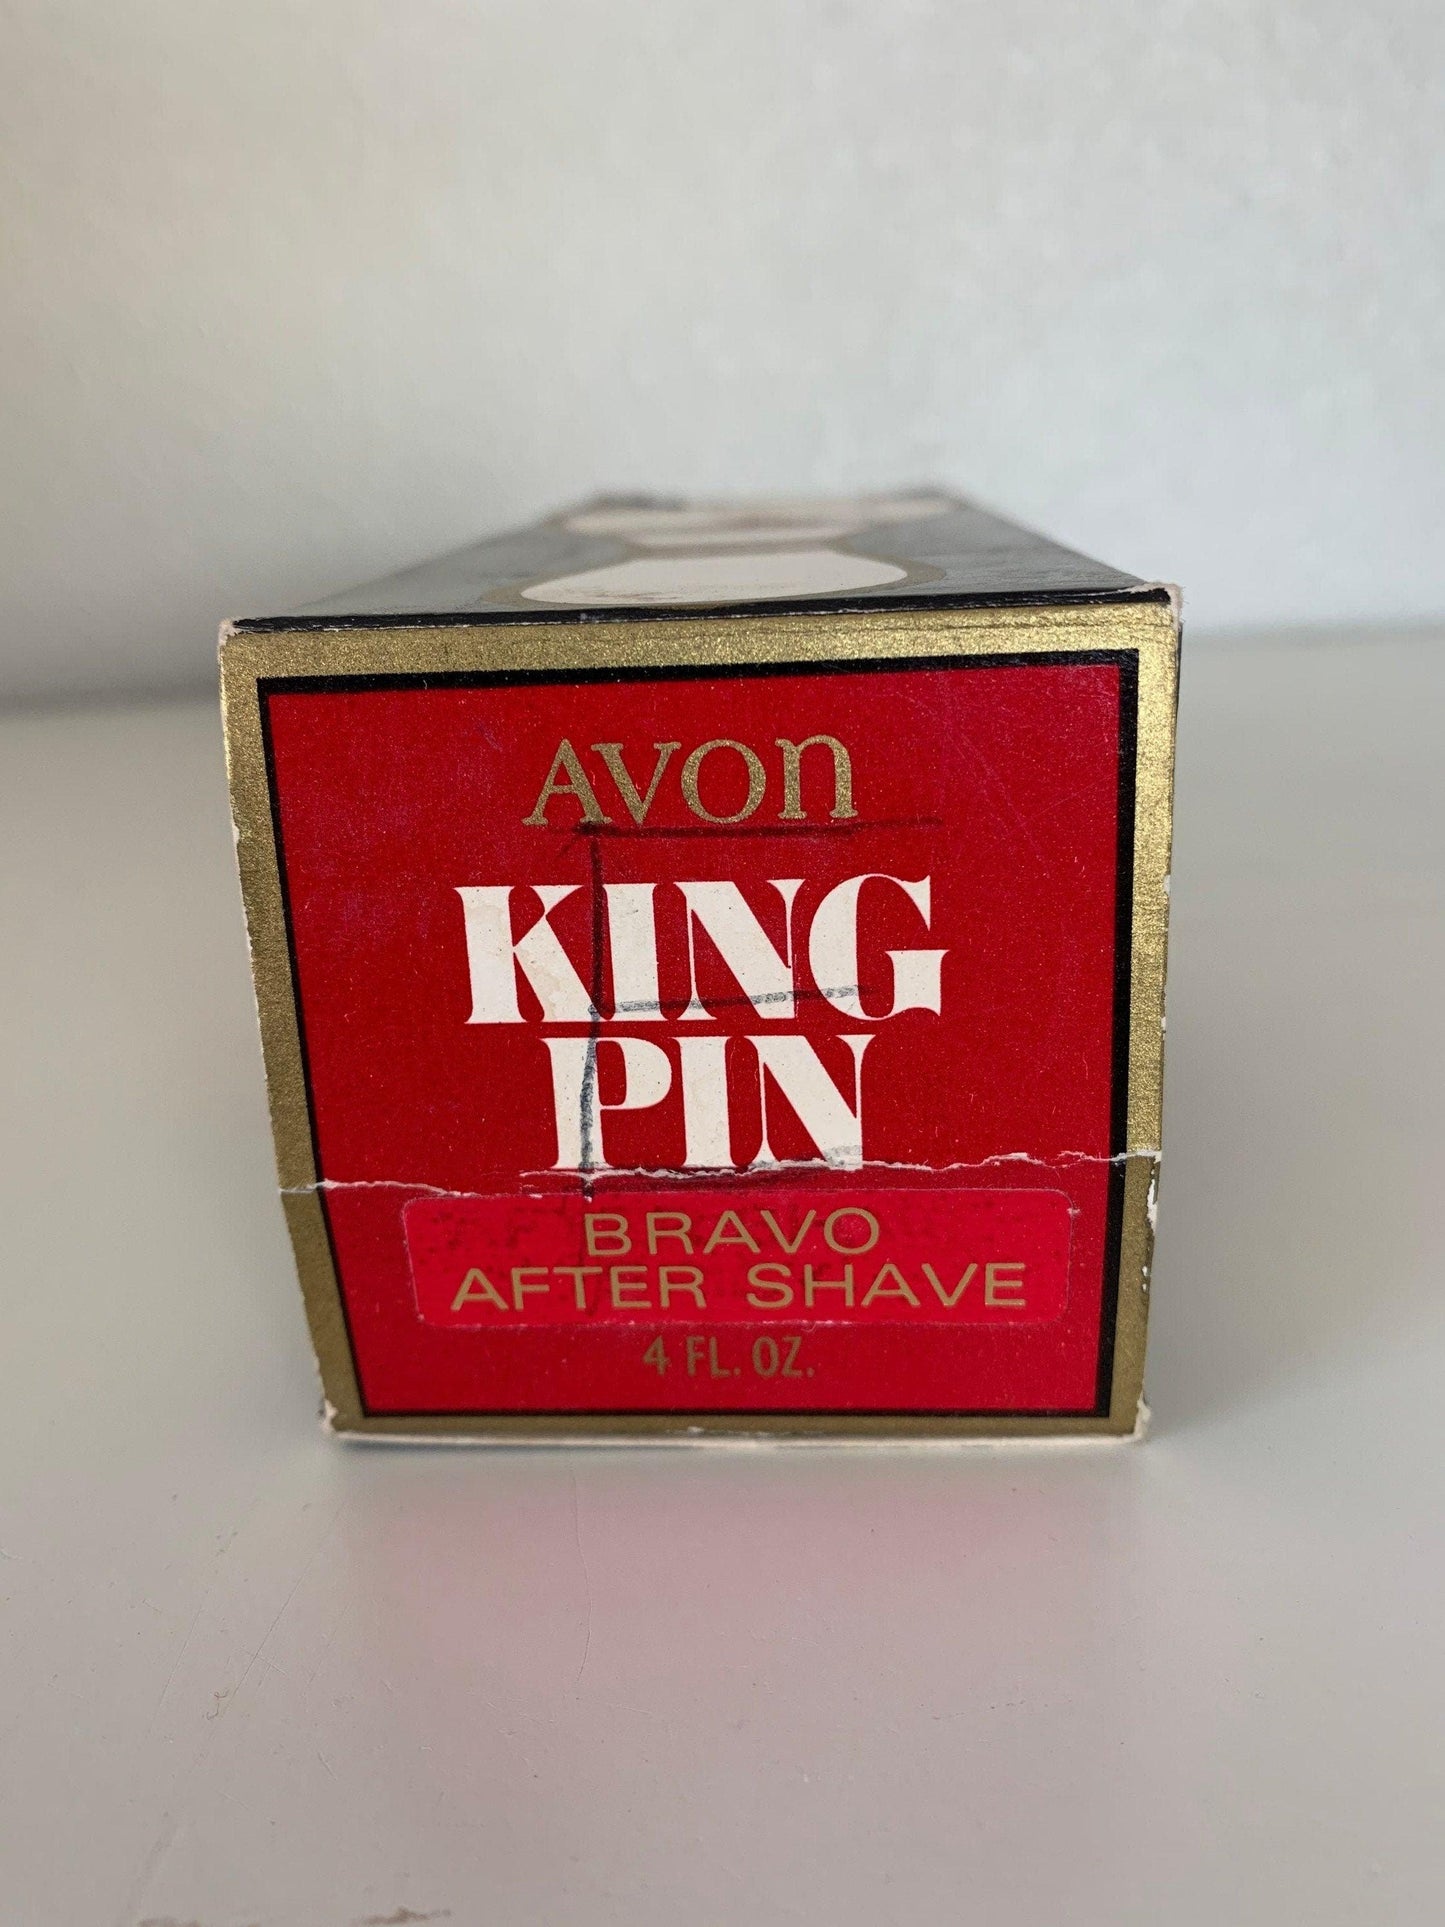 AVON
KING
PIN
BRAVO
AFTER SHAVE
4 FL. OZ.